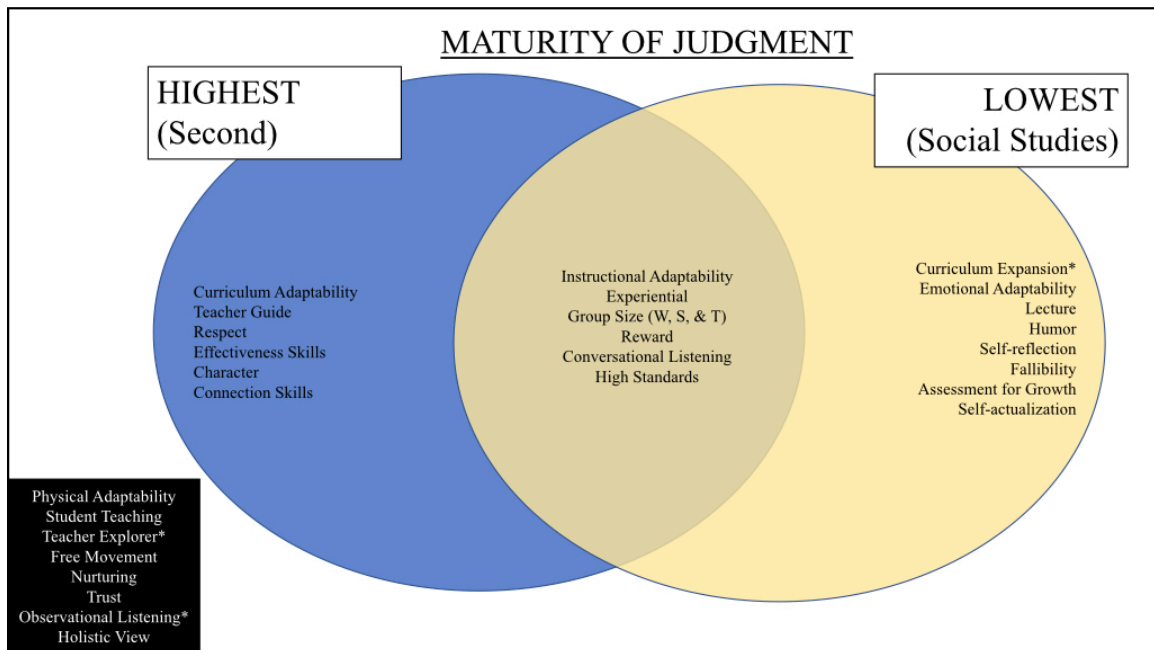 MATURITY OF JUDGMENT
HIGHEST
(Second)
LOWEST
(Social Studies)
Curriculum Adaptability
Teacher Guide
Respect
Effectiveness Skills
Character
Connection Skills
Instructional Adaptability
Experiential
Group Size (W, S, & T)
Reward
Conversational Listening
High Standards
Curriculum Expansion*
Emotional Adaptability
Lecture
Humor
Self-reflection
Fallibility
Assessment for Growth
Self-actualization
Physical Adaptability
Student Teaching
Teacher Explorer*
Free Movement
Nurturing
Trust
Observational Listening*
Holistic View